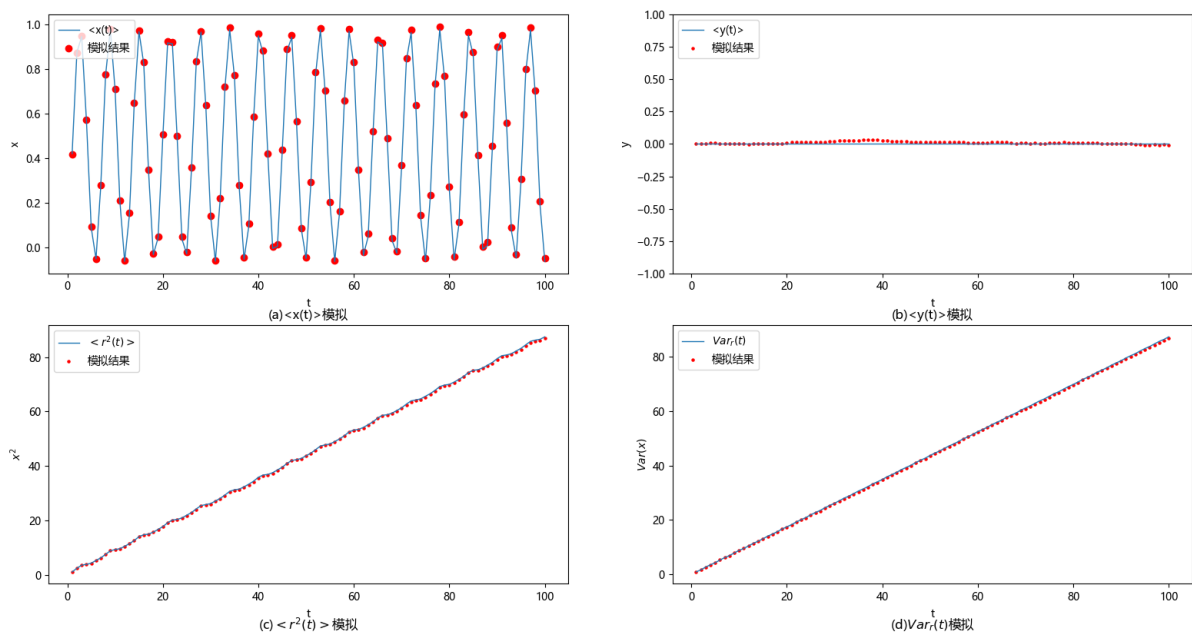 <x(t)>
模拟结果
x
1.0
0.8
0.6
0.4
0.2
0.0
0 20 40 60 80 100
t
(a)<x(t)>模拟
<y(t)>
模拟结果
y
1.00
0.75
0.50
0.25
0.00
−0.25
−0.50
−0.75
−1.00
0 20 40 60 80 100
t
(b)<y(t)>模拟
< r²(t) >
模拟结果
x²
80
60
40
20
0
0 20 40 60 80 100
t
(c)< r²(t) >模拟
Varᵣ(t)
模拟结果
Var(x)
80
60
40
20
0
0 20 40 60 80 100
t
(d)Varᵣ(t)模拟